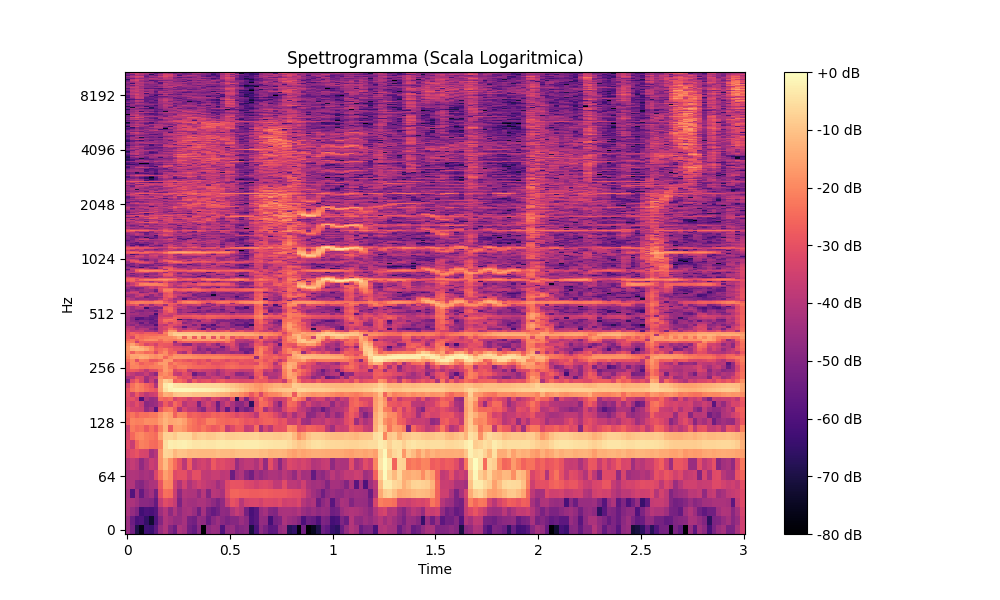 Spettrogramma (Scala Logaritmica)
8192
4096
2048
1024
512
256
128
64
0
Hz
0
0.5
1
1.5
2
2.5
3
Time
+0 dB
-10 dB
-20 dB
-30 dB
-40 dB
-50 dB
-60 dB
-70 dB
-80 dB